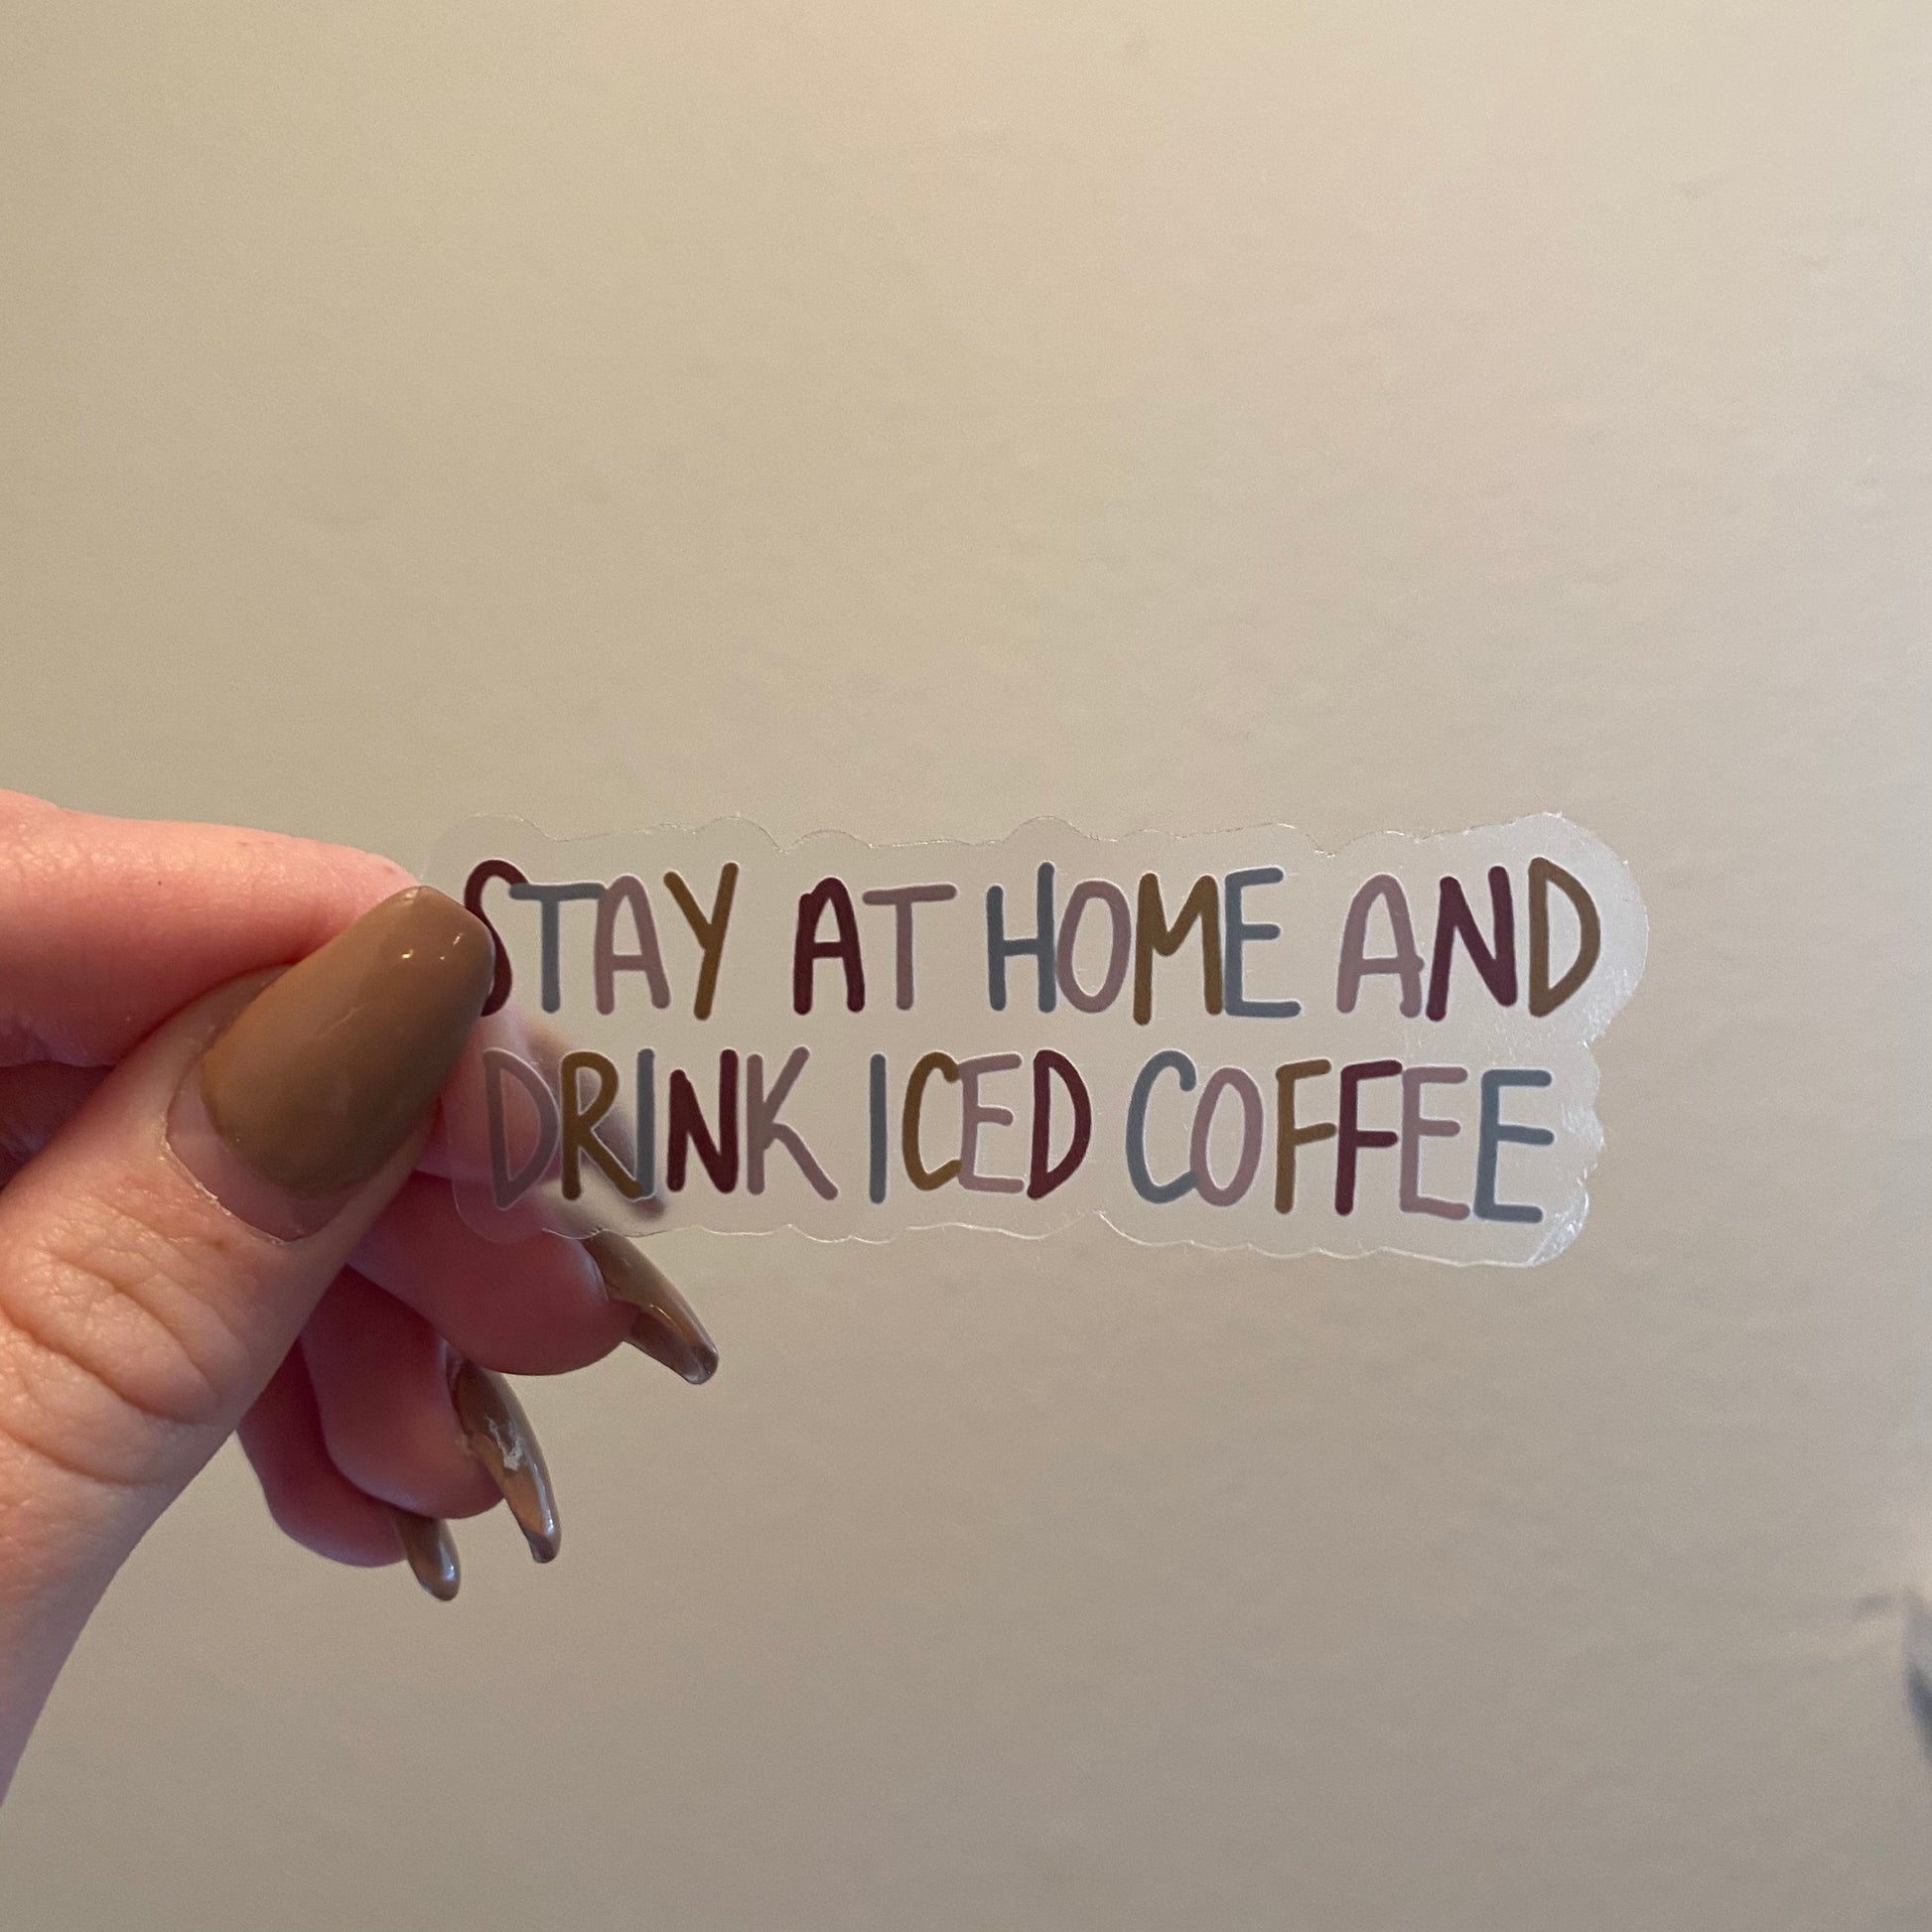 STAY AT HOME AND
DRINK ICED COFFEE